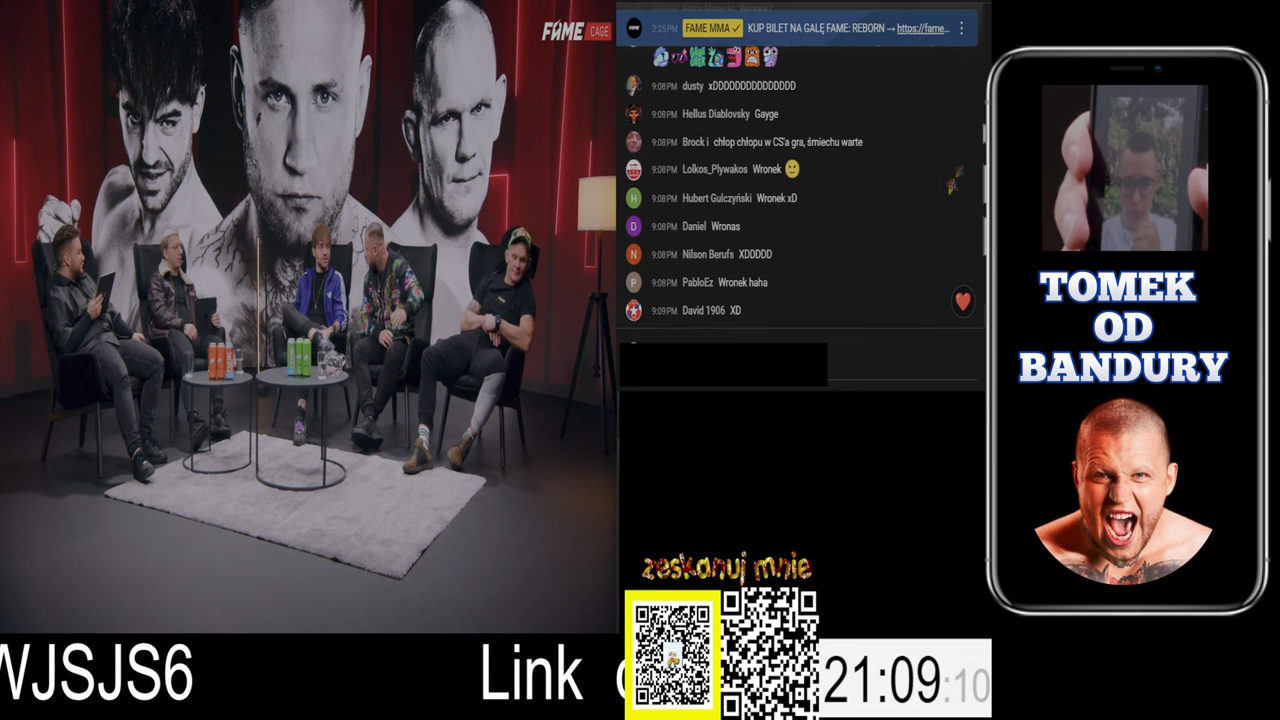 FAME CAGE
2:25PM FAME MMA ✓ KUP BILET NA GALĘ FAME: REBORN → https://fame...
9:08PM dusty xDDDDDDDDDDDDDDD
9:08PM Hellus Diablovsky Gayge
9:08PM Brock i chłop chłopu w CS'a gra, śmiechu warte
9:08PM Lolkos_Plywakos Wronek 🙂
9:08PM Hubert Gulczyński Wronek xD
9:08PM Daniel Wronas
9:08PM Nilson Berufs XDDDDD
9:08PM PabloEz Wronek haha
9:09PM David 1906 XD
TOMEK
OD
BANDURY
zeskanuj mnie
WJSJS6 Link
21:09:10